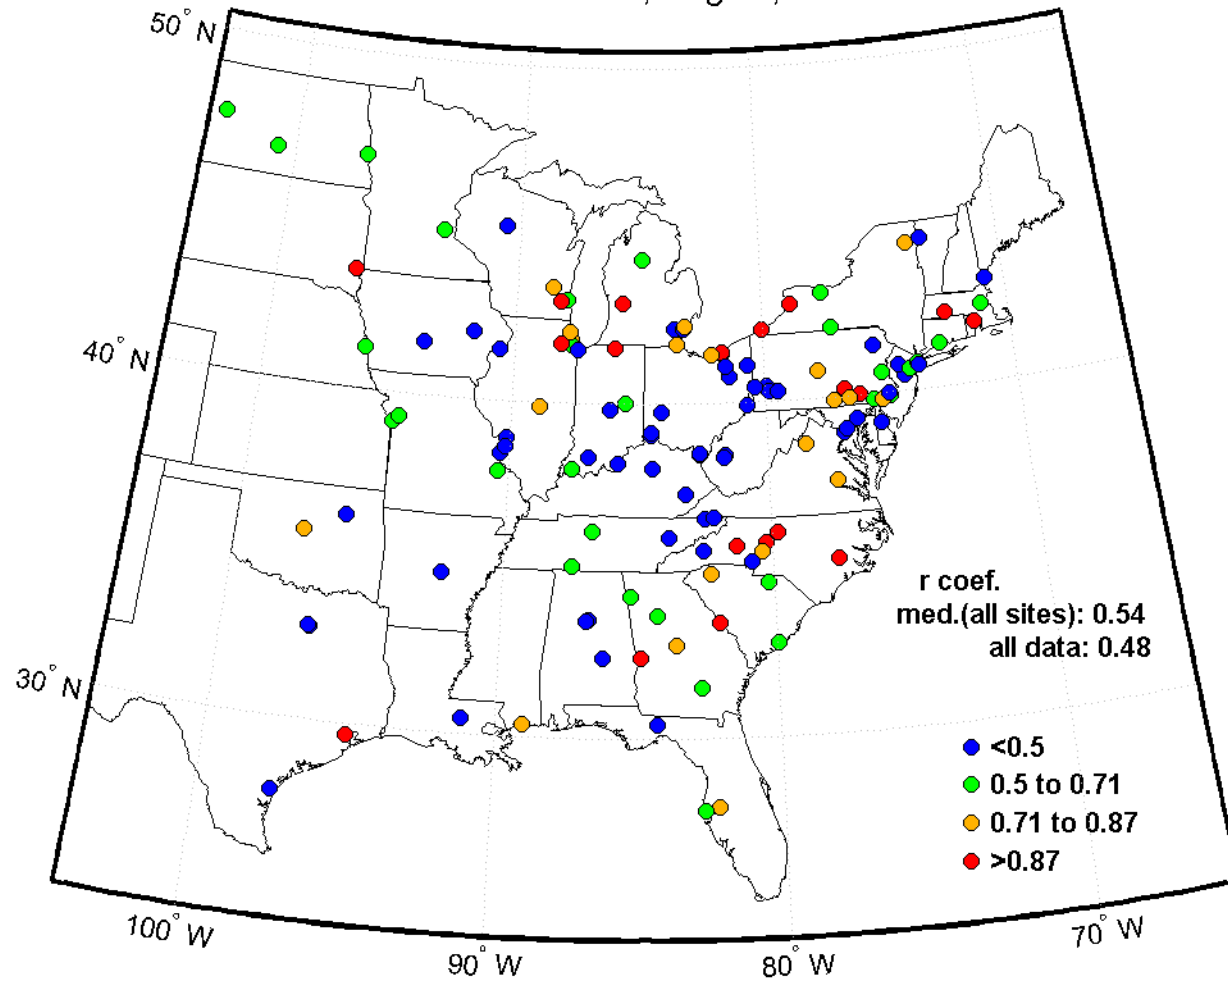 50° N
40° N
30° N
r coef.
med.(all sites): 0.54
all data: 0.48
<0.5
0.5 to 0.71
0.71 to 0.87
>0.87
100° W
90° W
80° W
70° W